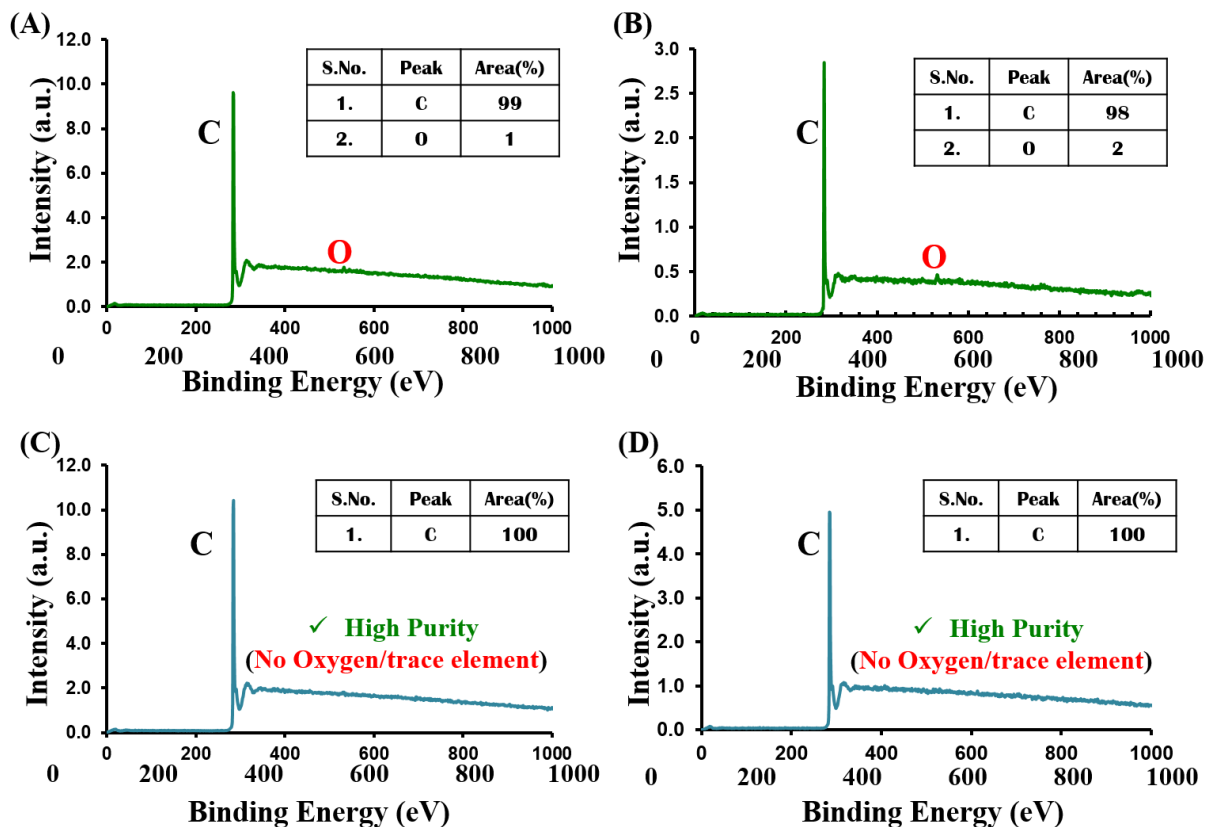 (A)
12.0
10.0
8.0
6.0
4.0
2.0
0.0
Intensity (a.u.)
S.No. Peak Area(%)
1. C 99
2. O 1
C
O
0 200 400 600 800 1000
0 200 400 600 800 1000
Binding Energy (eV)
(B)
3.0
2.5
2.0
1.5
1.0
0.5
0.0
Intensity (a.u.)
S.No. Peak Area(%)
1. C 98
2. O 2
C
O
0 200 400 600 800 1000
0 200 400 600 800 1000
Binding Energy (eV)
(C)
12.0
10.0
8.0
6.0
4.0
2.0
0.0
Intensity (a.u.)
S.No. Peak Area(%)
1. C 100
C
✓ High Purity
(No Oxygen/trace element)
0 200 400 600 800 1000
0 200 400 600 800 1000
Binding Energy (eV)
(D)
6.0
5.0
4.0
3.0
2.0
1.0
0.0
Intensity (a.u.)
S.No. Peak Area(%)
1. C 100
C
✓ High Purity
(No Oxygen/trace element)
0 200 400 600 800 1000
0 200 400 600 800 1000
Binding Energy (eV)